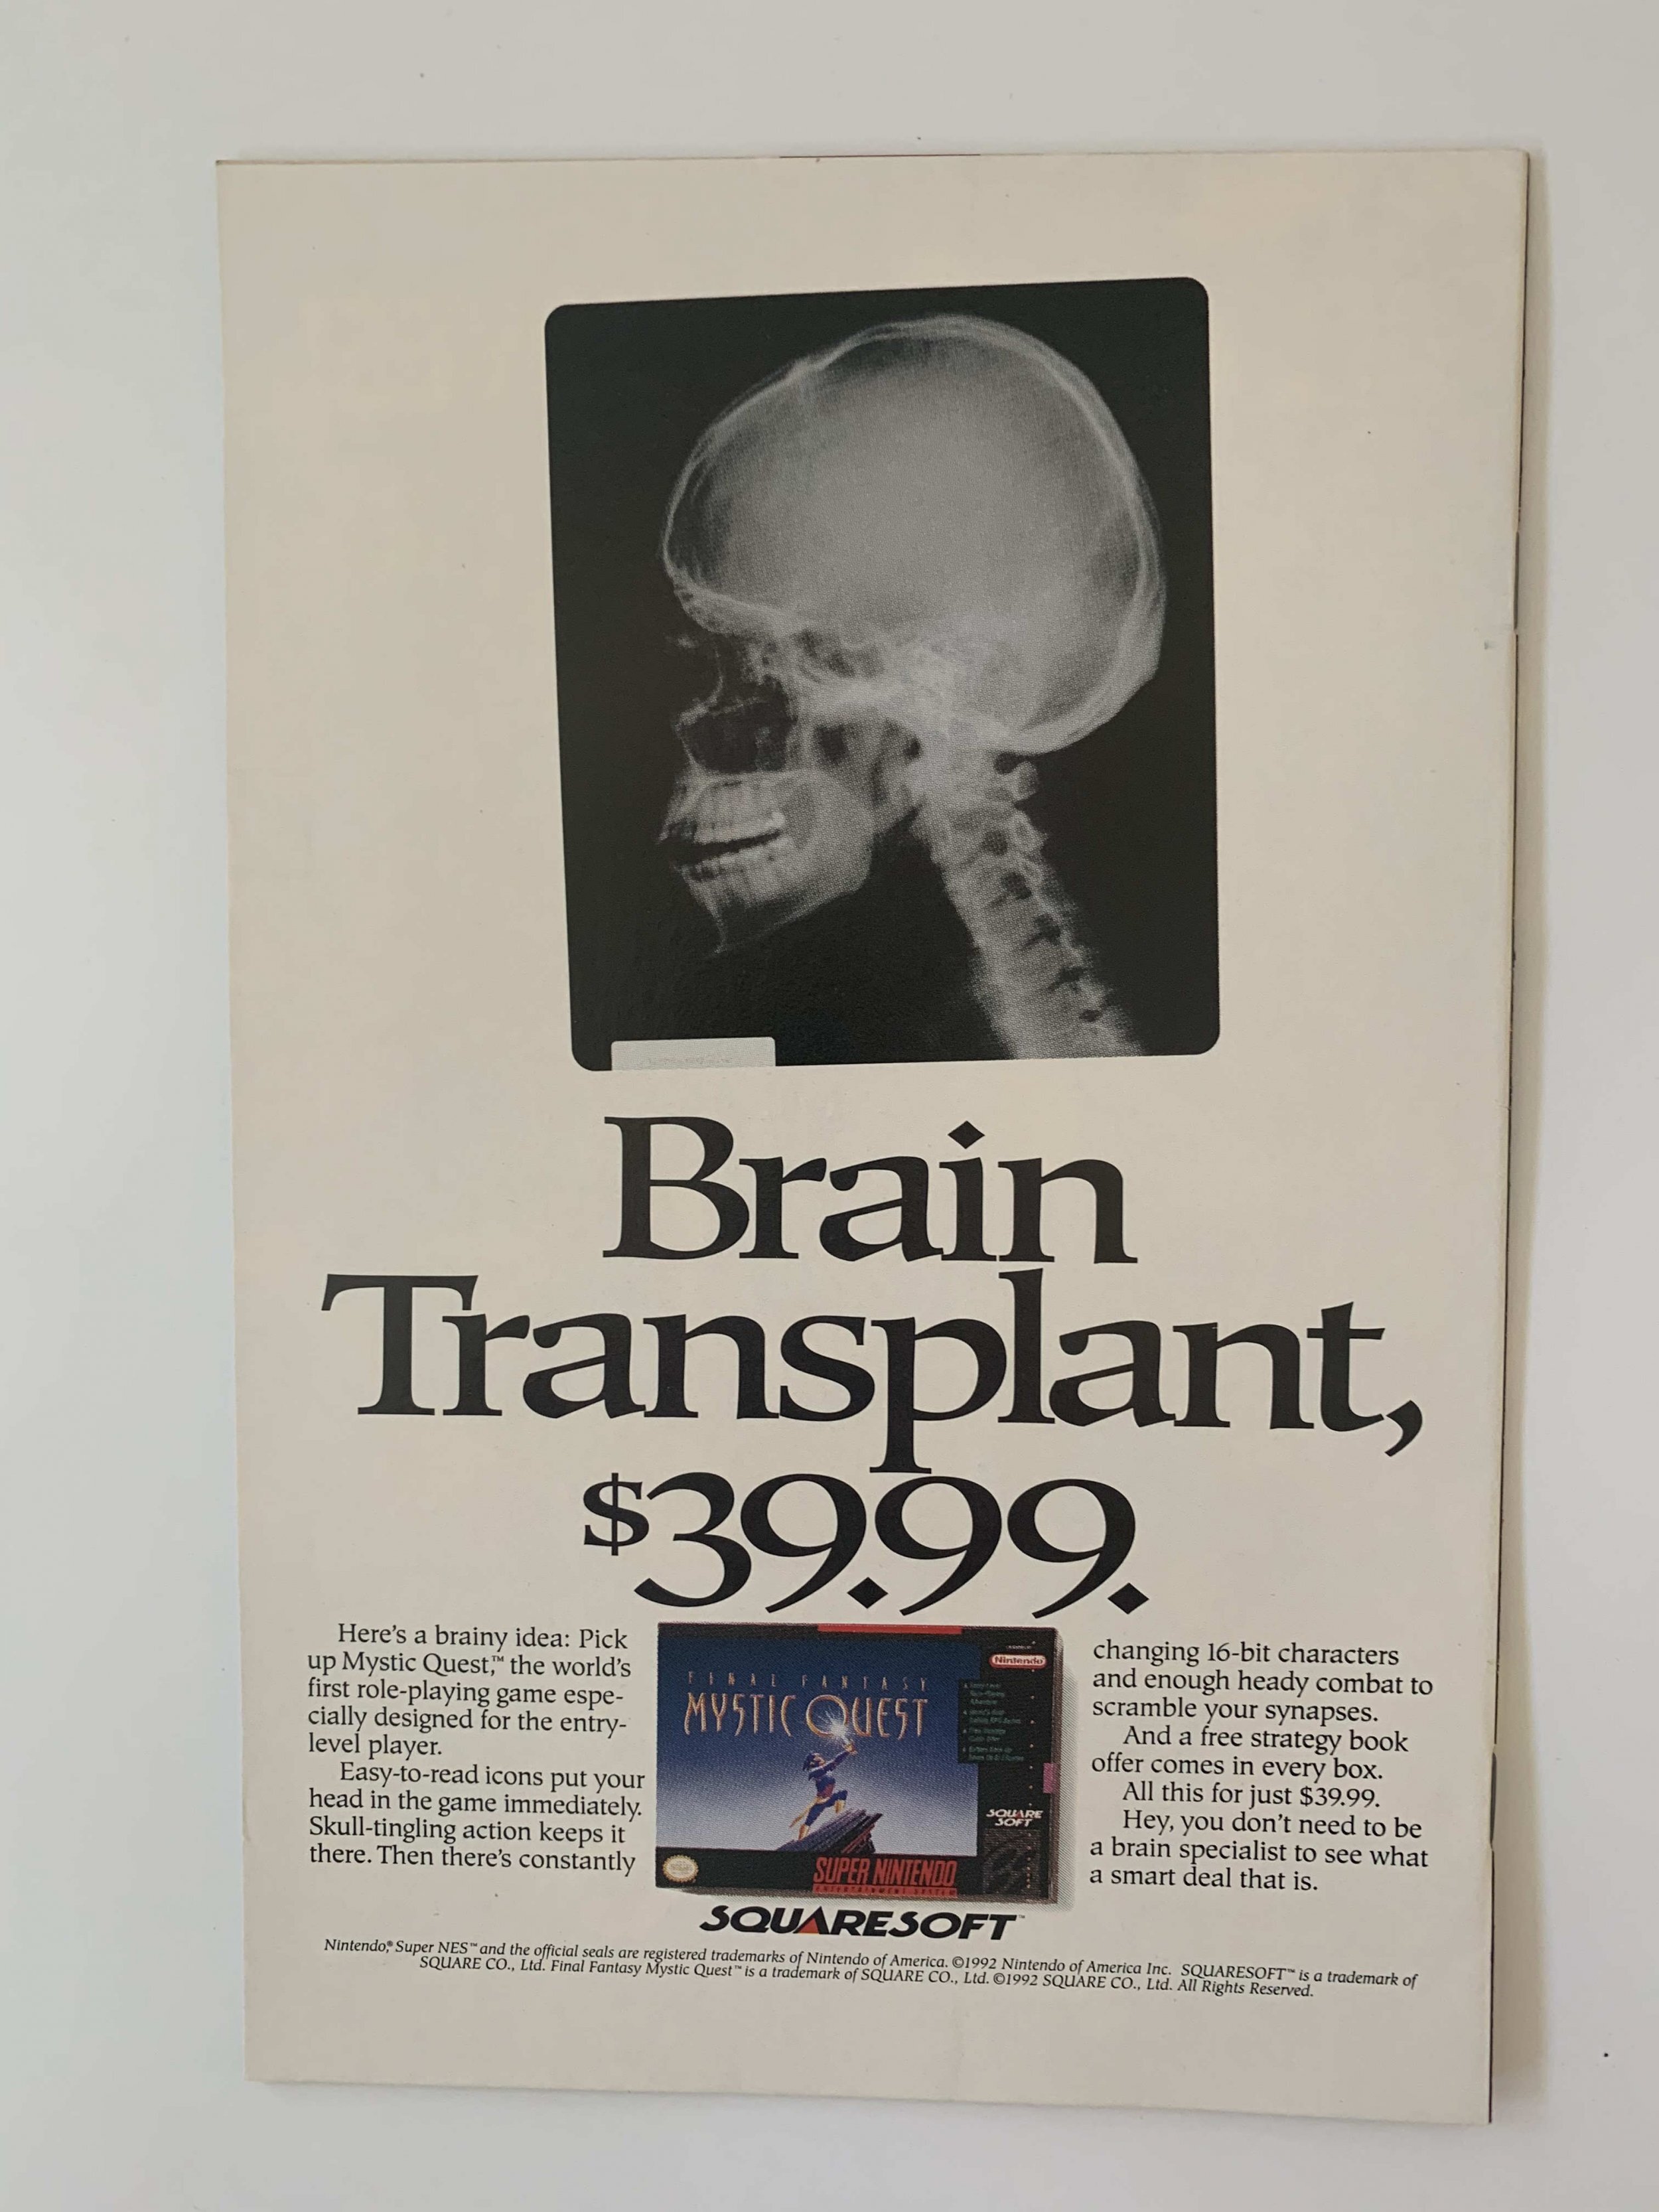 Brain
Transplant,
$39.99.
Here's a brainy idea: Pick
up Mystic Quest,™ the world's
first role-playing game espe-
cially designed for the entry-
level player.
Easy-to-read icons put your
head in the game immediately.
Skull-tingling action keeps it
there. Then there's constantly
FINAL FANTASY
MYSTIC QUEST
Nintendo
SQUARE
SOFT
SUPER NINTENDO
ENTERTAINMENT SYSTEM
changing 16-bit characters
and enough heady combat to
scramble your synapses.
And a free strategy book
offer comes in every box.
All this for just $39.99.
Hey, you don't need to be
a brain specialist to see what
a smart deal that is.
SQUARESOFT™
Nintendo,® Super NES™ and the official seals are registered trademarks of Nintendo of America. ©1992 Nintendo of America Inc. SQUARESOFT™ is a trademark of
SQUARE CO., Ltd. Final Fantasy Mystic Quest™ is a trademark of SQUARE CO., Ltd. ©1992 SQUARE CO., Ltd. All Rights Reserved.